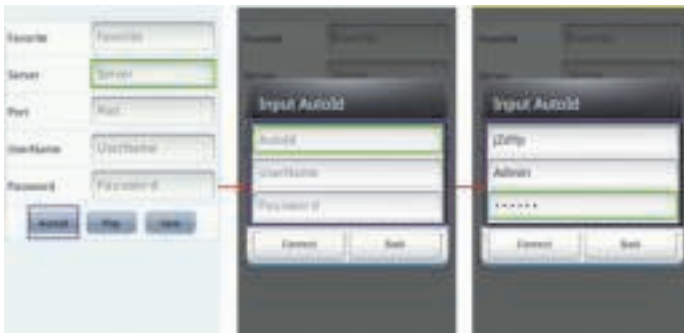 Favorite Favorite
Server Server
Port Port
UserName UserName
Password Password
AutoId Play Save
Input AutoId
AutoId
UserName
Password
Connect Back
Input AutoId
Admin
••••••
Connect Back